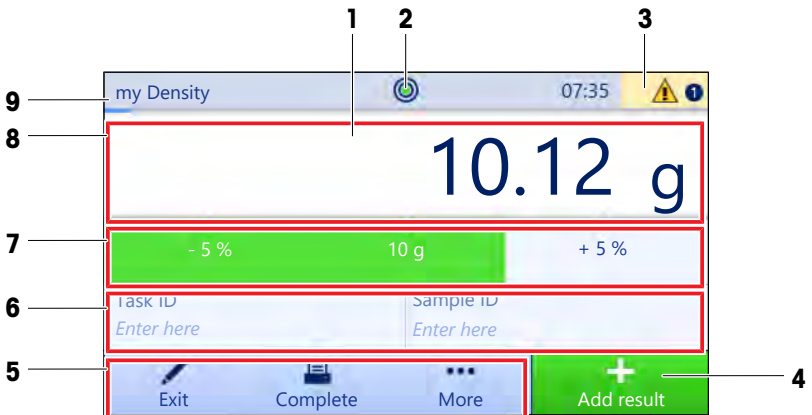 1 2 3
my Density 07:35 1
9
8
10.12 g
7
- 5 % 10 g + 5 %
6
Task ID Sample ID
Enter here Enter here
5 4
Exit Complete More Add result